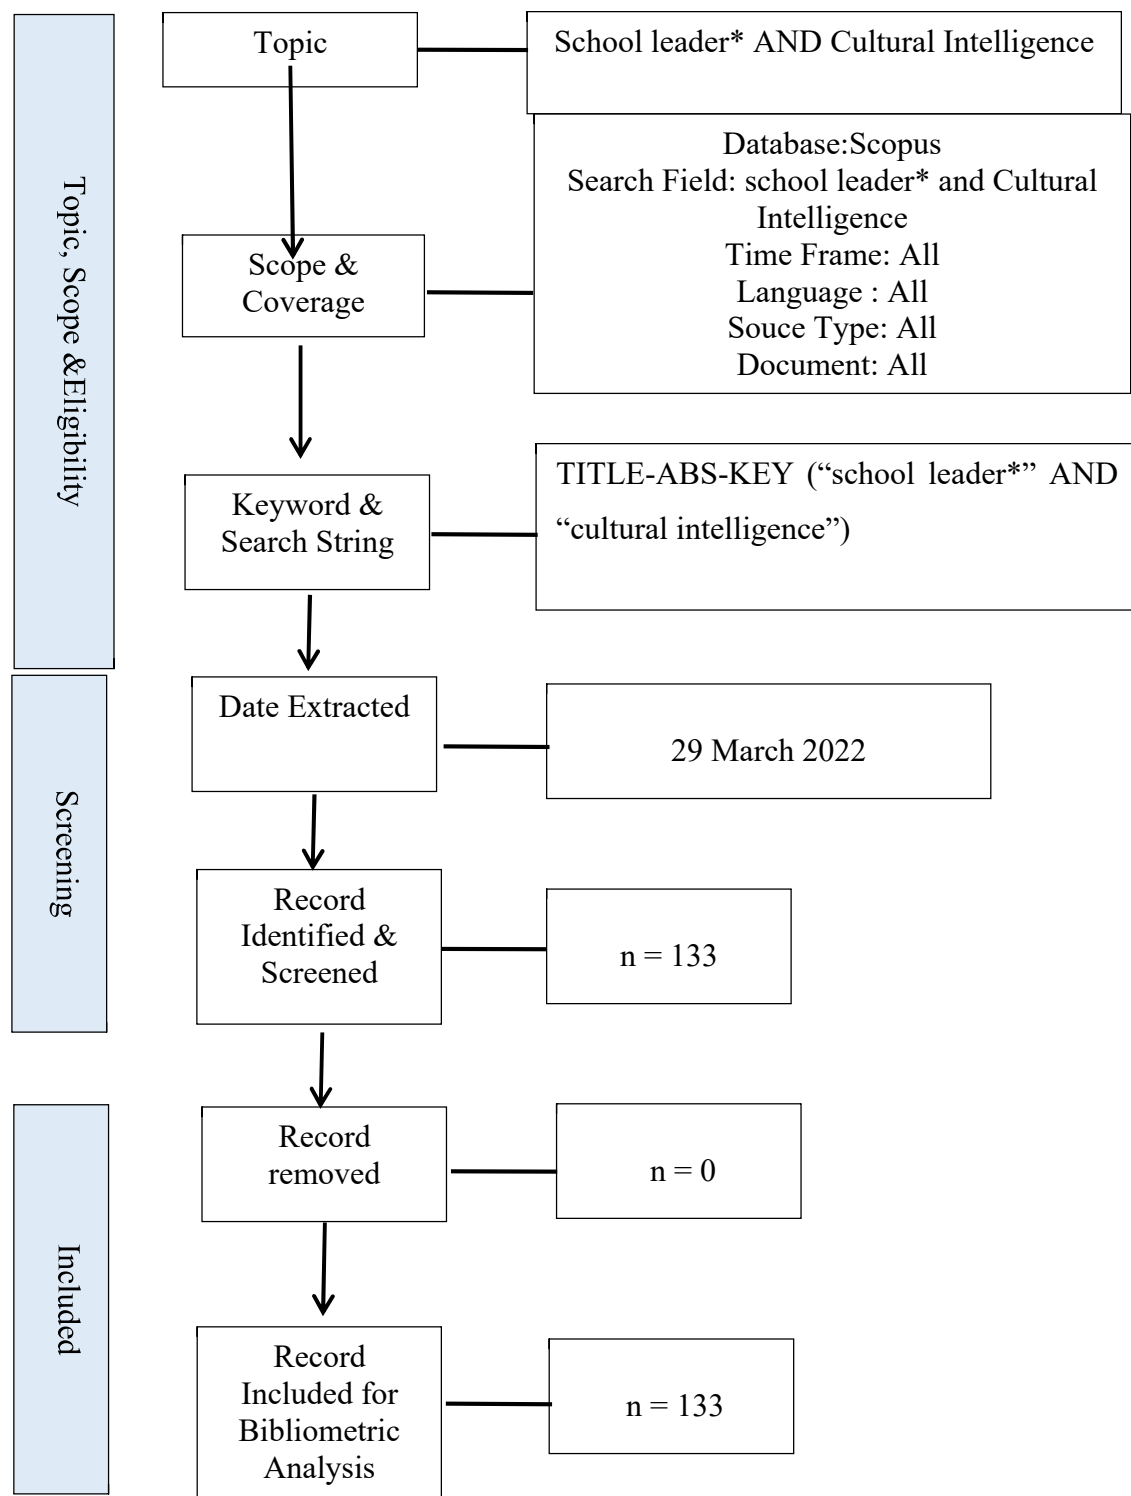 Topic, Scope &Eligibility
Topic
School leader* AND Cultural Intelligence
Scope &
Coverage
Database:Scopus
Search Field: school leader* and Cultural
Intelligence
Time Frame: All
Language : All
Souce Type: All
Document: All
Keyword &
Search String
TITLE-ABS-KEY (“school leader*” AND
“cultural intelligence”)
Screening
Date Extracted
29 March 2022
Record
Identified &
Screened
n = 133
Included
Record
removed
n = 0
Record
Included for
Bibliometric
Analysis
n = 133